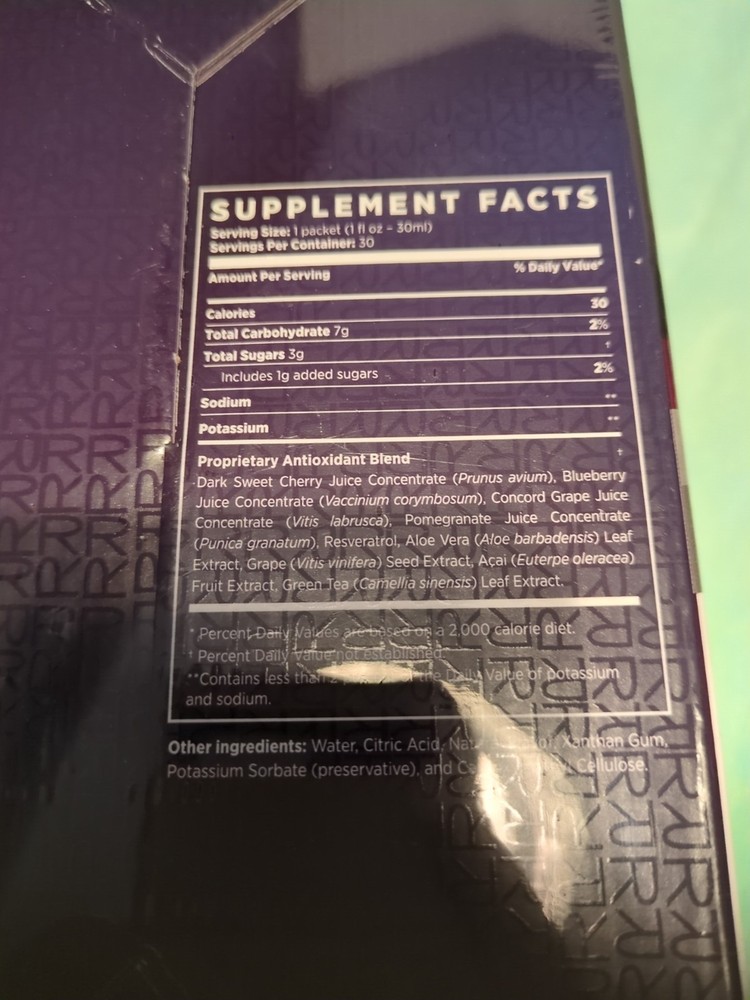 SUPPLEMENT FACTS
Serving Size: 1 packet (1 fl oz - 30ml)
Servings Per Container: 30
Amount Per Serving % Daily Value*
Calories 30
Total Carbohydrate 7g 2%
Total Sugars 3g †
Includes 1g added sugars 2%
Sodium **
Potassium **
Proprietary Antioxidant Blend †
Dark Sweet Cherry Juice Concentrate (Prunus avium), Blueberry
Juice Concentrate (Vaccinium corymbosum), Concord Grape Juice
Concentrate (Vitis labrusca), Pomegranate Juice Concentrate
(Punica granatum), Resveratrol, Aloe Vera (Aloe barbadensis) Leaf
Extract, Grape (Vitis vinifera) Seed Extract, Açai (Euterpe oleracea)
Fruit Extract, Green Tea (Camellia sinensis) Leaf Extract.
* Percent Daily Values are based on a 2,000 calorie diet.
† Percent Daily Value not established.
**Contains less than 2 the Daily Value of potassium
and sodium.
Other ingredients: Water, Citric Acid, Xanthan Gum,
Potassium Sorbate (preservative), and Cellulose.